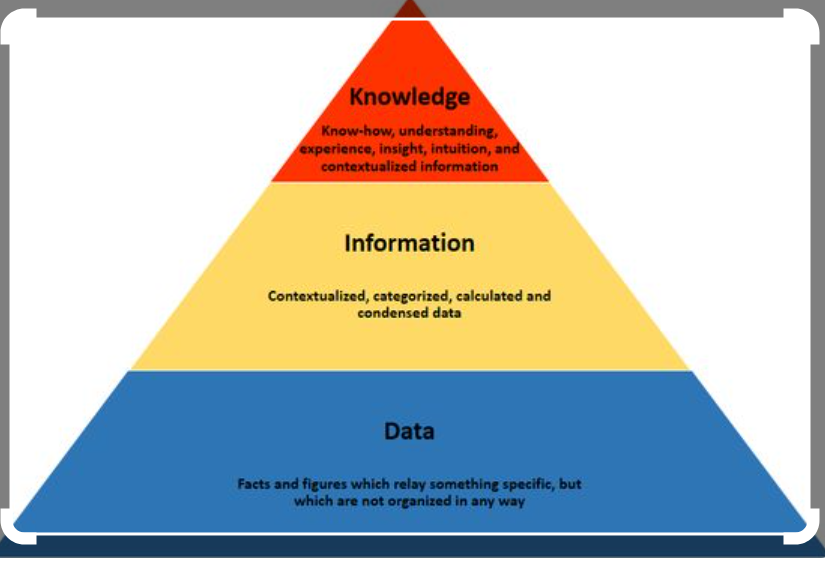 Knowledge
Know-how, understanding,
experience, insight, intuition, and
contextualized information
Information
Contextualized, categorized, calculated and
condensed data
Data
Facts and figures which relay something specific, but
which are not organized in any way